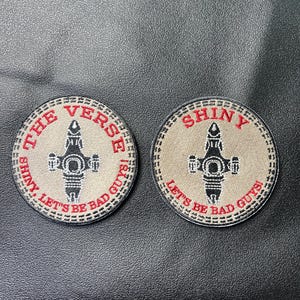 THE VERSE
SHINY, LET'S BE BAD GUYS!
SHINY
LET'S BE BAD GUYS!